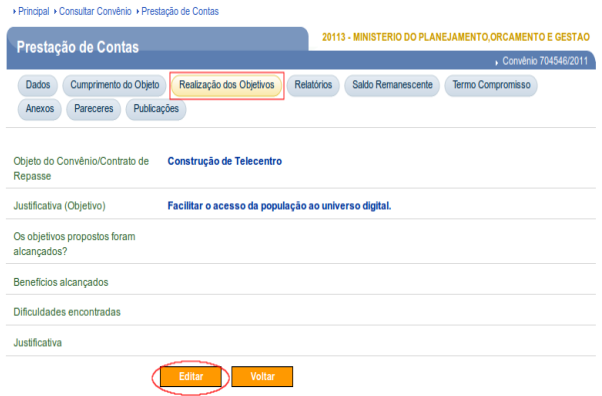 Principal Consultar Convênio Prestação de Contas
20113 - MINISTERIO DO PLANEJAMENTO,ORCAMENTO E GESTAO
Prestação de Contas
Convênio 704546/2011
Dados Cumprimento do Objeto Realização dos Objetivos Relatórios Saldo Remanescente Termo Compromisso
Anexos Pareceres Publicações
Objeto do Convênio/Contrato de Construção de Telecentro
Repasse
Justificativa (Objetivo) Facilitar o acesso da população ao universo digital.
Os objetivos propostos foram
alcançados?
Benefícios alcançados
Dificuldades encontradas
Justificativa
Editar Voltar